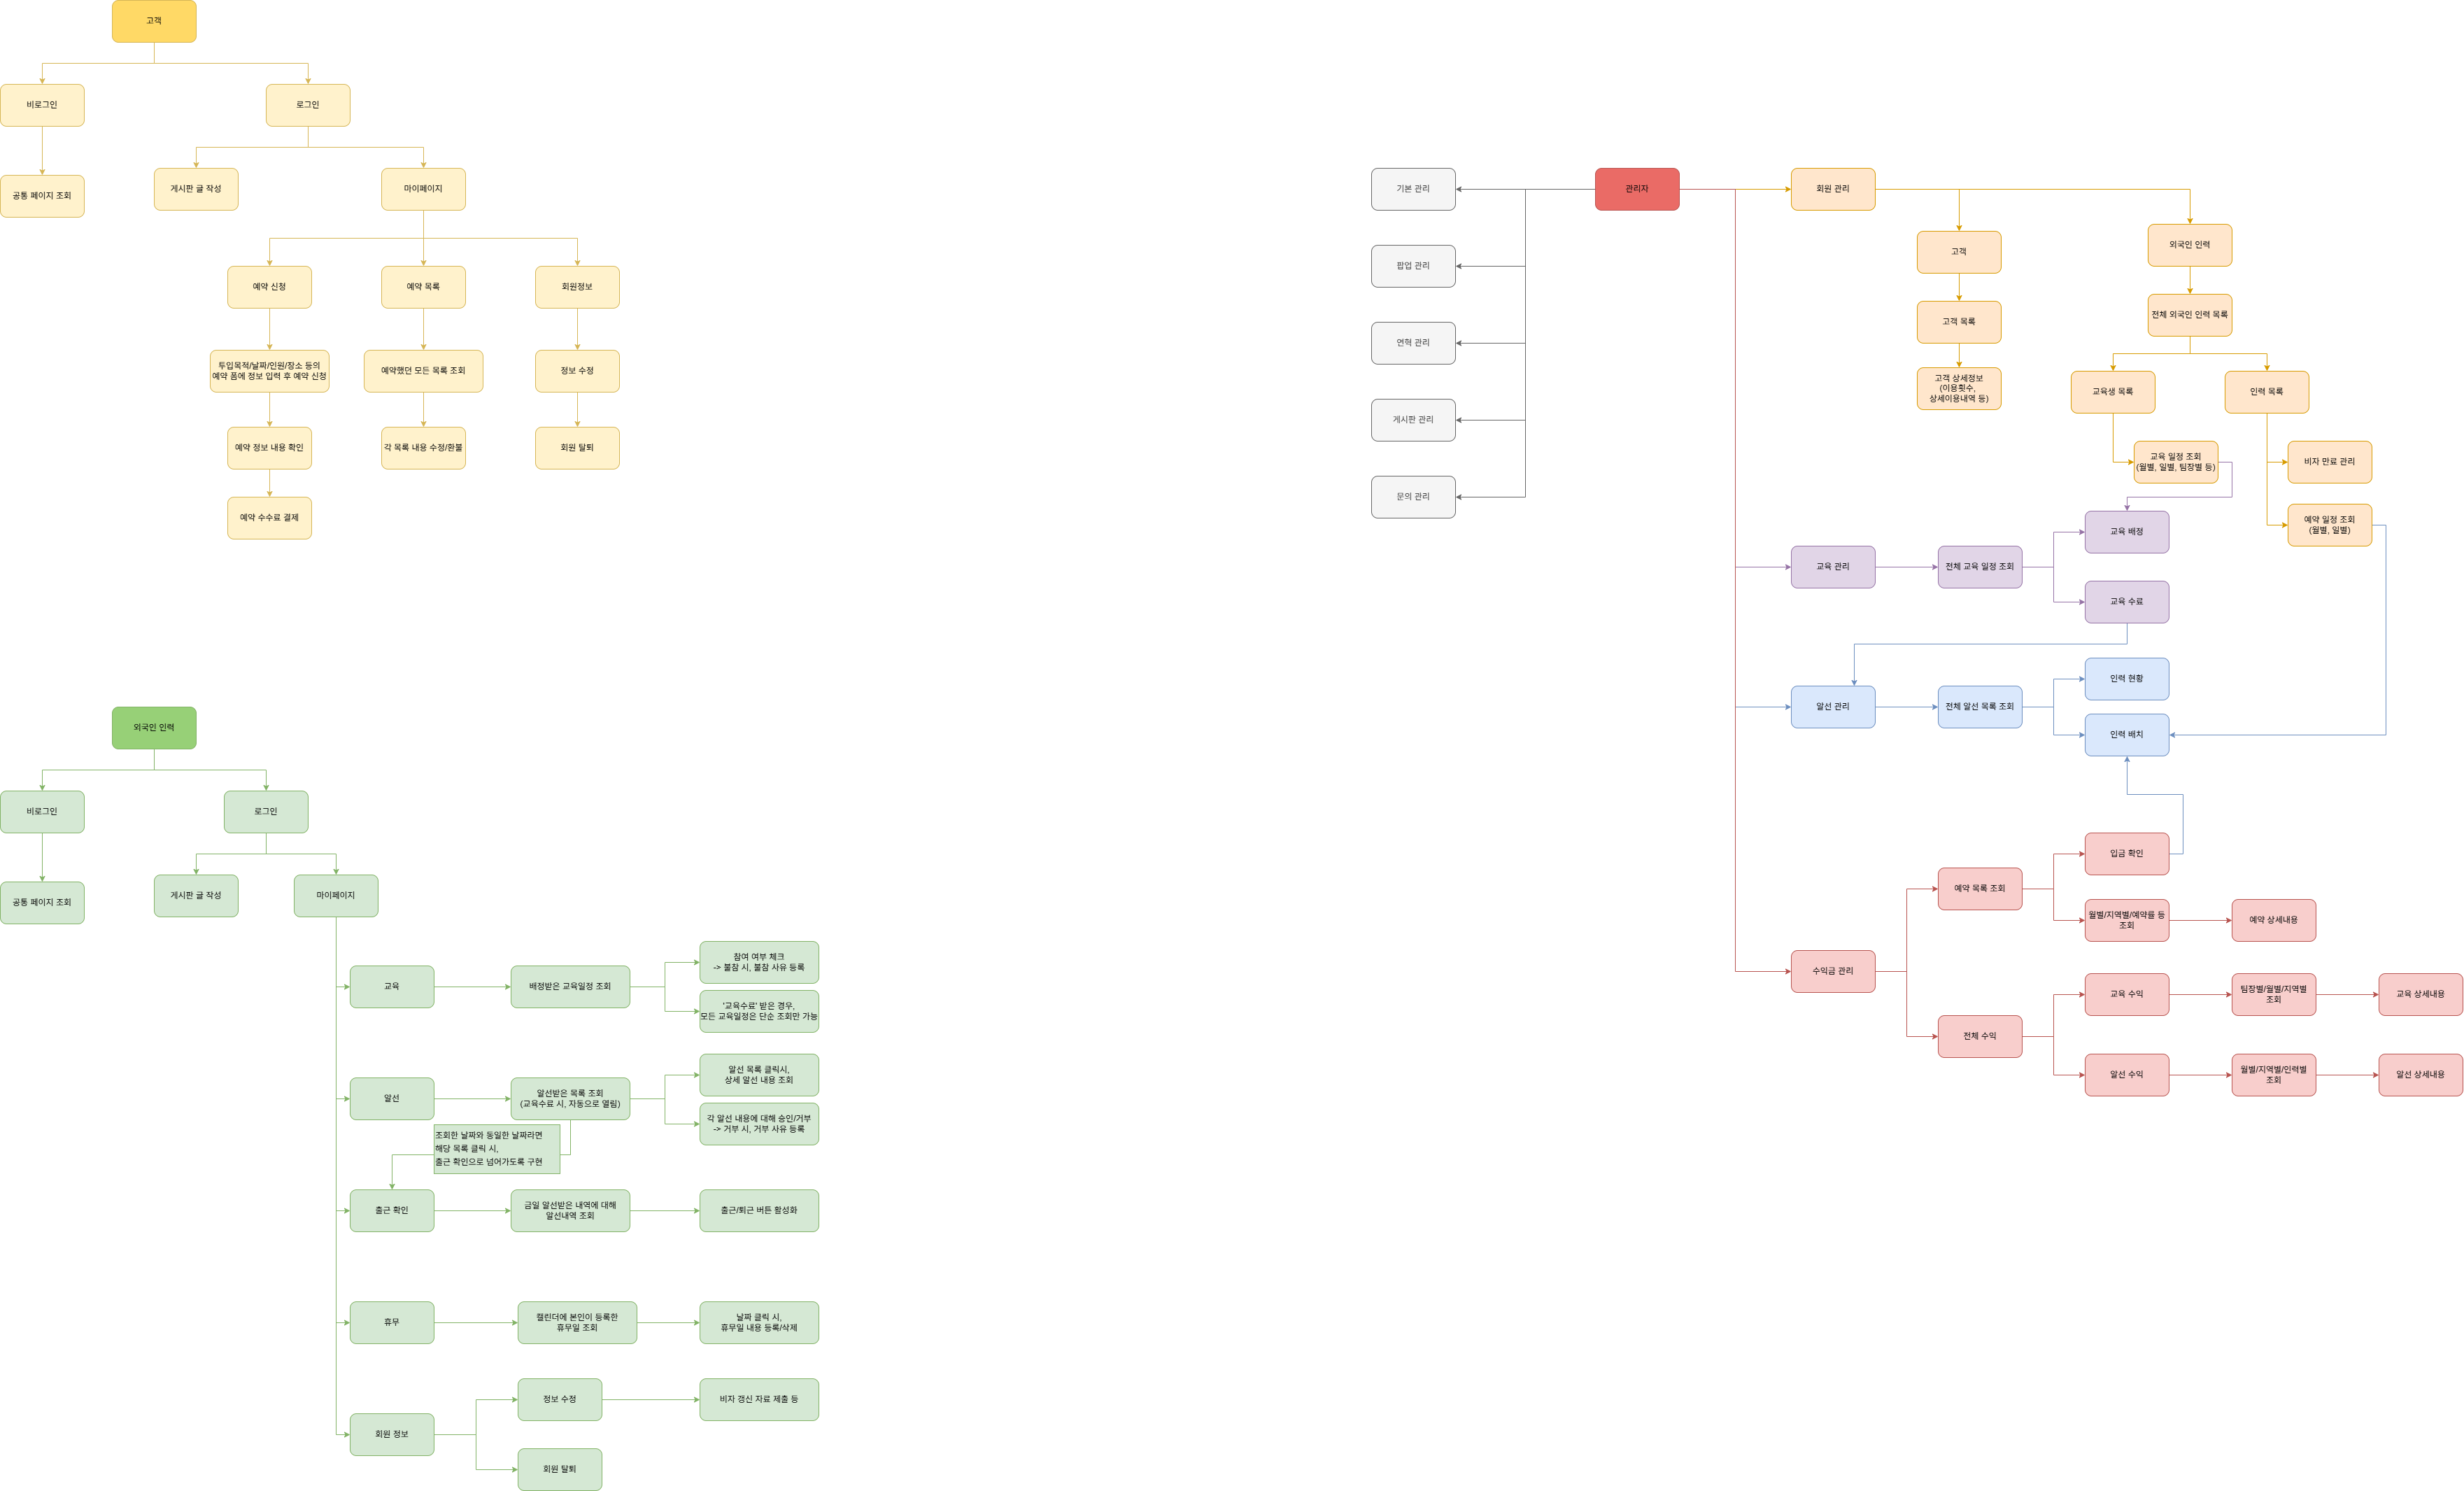 고객
비로그인
로그인
공통 페이지 조회
게시판 글 작성
마이페이지
예약 신청
예약 목록
회원정보
투입목적/날짜/인원/장소 등의
예약 폼에 정보 입력 후 예약 신청
예약했던 모든 목록 조회
정보 수정
예약 정보 내용 확인
각 목록 내용 수정/환불
회원 탈퇴
예약 수수료 결제
외국인 인력
비로그인
로그인
공통 페이지 조회
게시판 글 작성
마이페이지
교육
배정받은 교육일정 조회
참여 여부 체크
-> 불참 시, 불참 사유 등록
'교육수료' 받은 경우,
모든 교육일정은 단순 조회만 가능
알선
알선받은 목록 조회
(교육수료 시, 자동으로 열림)
알선 목록 클릭시,
상세 알선 내용 조회
각 알선 내용에 대해 승인/거부
-> 거부 시, 거부 사유 등록
조회한 날짜와 동일한 날짜라면
해당 목록 클릭 시,
출근 확인으로 넘어가도록 구현
출근 확인
금일 알선받은 내역에 대해
알선내역 조회
출근/퇴근 버튼 활성화
휴무
캘린더에 본인이 등록한
휴무일 조회
날짜 클릭 시,
휴무일 내용 등록/삭제
회원 정보
정보 수정
비자 갱신 자료 제출 등
회원 탈퇴
관리자
기본 관리
팝업 관리
연혁 관리
게시판 관리
문의 관리
회원 관리
고객
고객 목록
고객 상세정보
(이용횟수,
상세이용내역 등)
외국인 인력
전체 외국인 인력 목록
교육생 목록
인력 목록
교육 일정 조회
(월별, 일별, 팀장별 등)
비자 만료 관리
예약 일정 조회
(월별, 일별)
교육 관리
전체 교육 일정 조회
교육 배정
교육 수료
알선 관리
전체 알선 목록 조회
인력 현황
인력 배치
수익금 관리
예약 목록 조회
입금 확인
월별/지역별/예약률 등
조회
예약 상세내용
전체 수익
교육 수익
팀장별/월별/지역별
조회
교육 상세내용
알선 수익
월별/지역별/인력별
조회
알선 상세내용